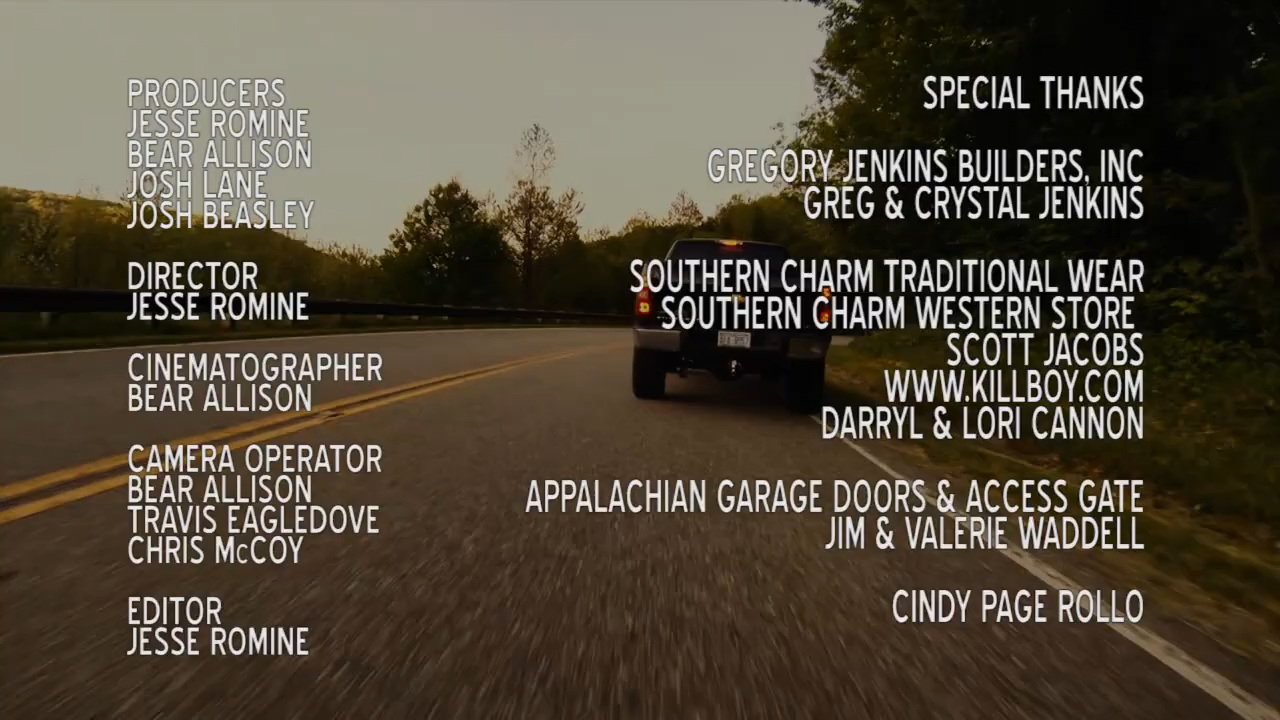 PRODUCERS
JESSE ROMINE
BEAR ALLISON
JOSH LANE
JOSH BEASLEY
DIRECTOR
JESSE ROMINE
CINEMATOGRAPHER
BEAR ALLISON
CAMERA OPERATOR
BEAR ALLISON
TRAVIS EAGLEDOVE
CHRIS McCOY
EDITOR
JESSE ROMINE
SPECIAL THANKS
GREGORY JENKINS BUILDERS, INC
GREG & CRYSTAL JENKINS
SOUTHERN CHARM TRADITIONAL WEAR
SOUTHERN CHARM WESTERN STORE
SCOTT JACOBS
WWW.KILLBOY.COM
DARRYL & LORI CANNON
APPALACHIAN GARAGE DOORS & ACCESS GATE
JIM & VALERIE WADDELL
CINDY PAGE ROLLO